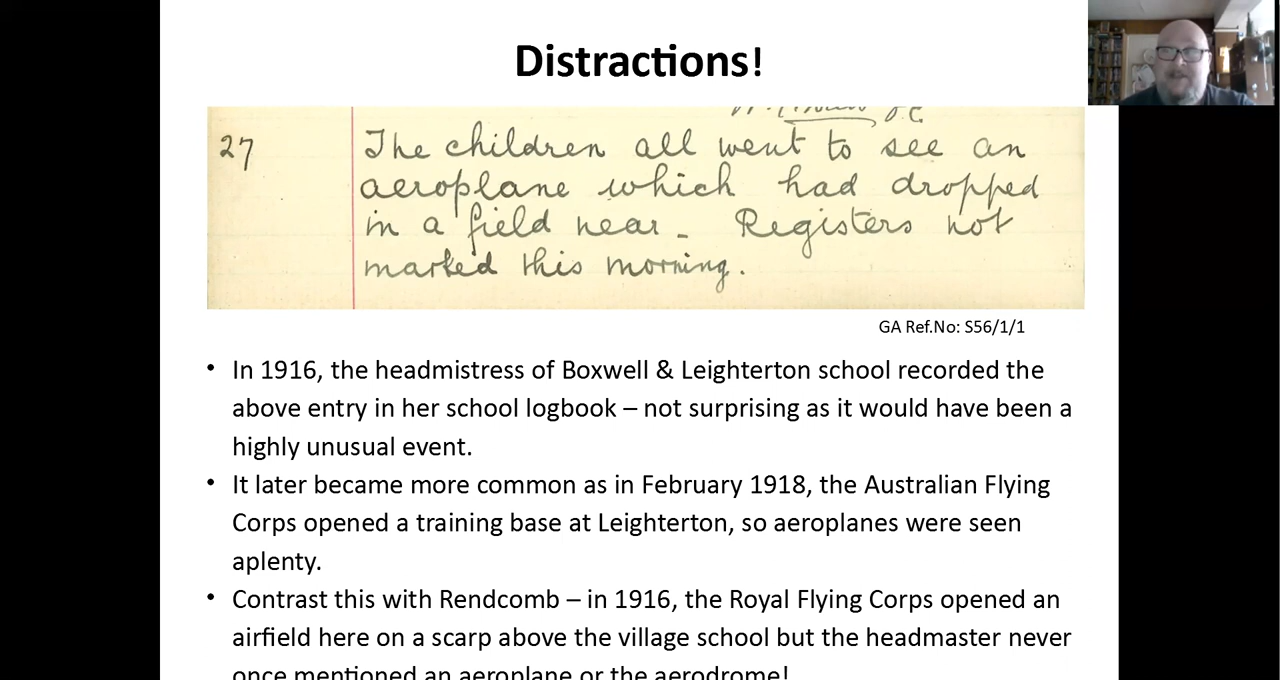 Distractions!
27
The children all went to see an
aeroplane which had dropped
in a field near - Registers not
marked this morning.
GA Ref.No: S56/1/1
• In 1916, the headmistress of Boxwell & Leighterton school recorded the
above entry in her school logbook – not surprising as it would have been a
highly unusual event.
• It later became more common as in February 1918, the Australian Flying
Corps opened a training base at Leighterton, so aeroplanes were seen
aplenty.
• Contrast this with Rendcomb – in 1916, the Royal Flying Corps opened an
airfield here on a scarp above the village school but the headmaster never
once mentioned an aeroplane or the aerodrome!